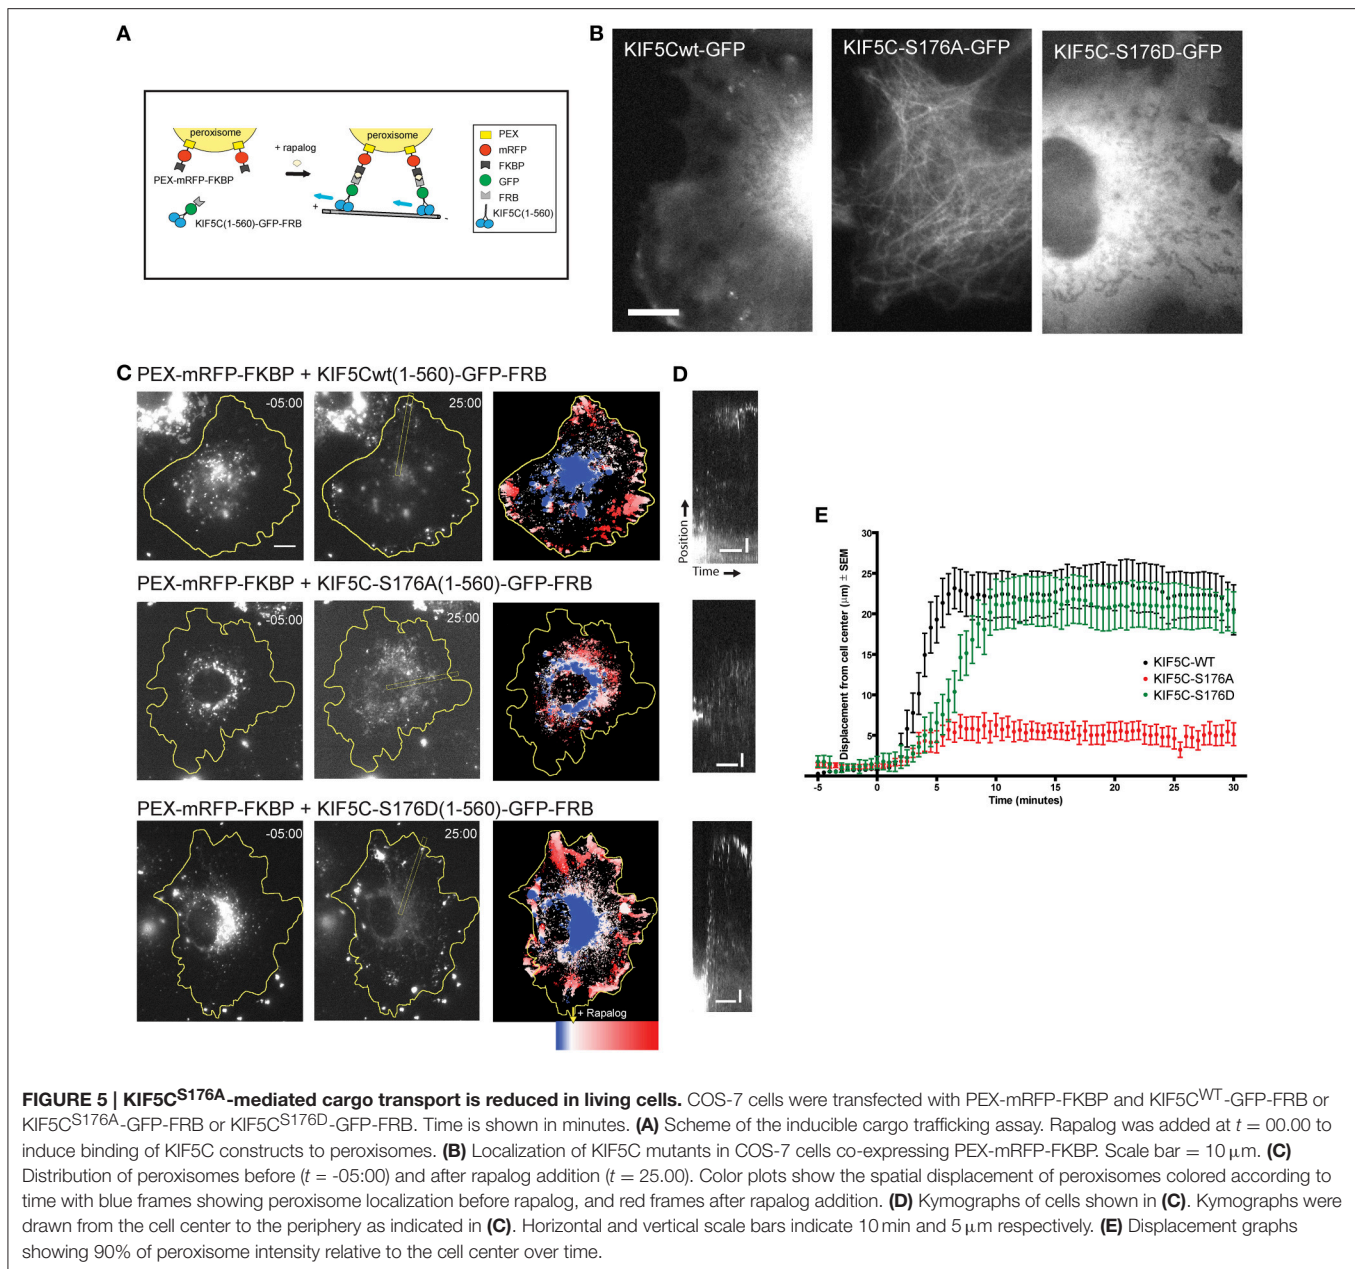 A
peroxisome
peroxisome
+ rapalog
PEX-mRFP-FKBP
KIF5C(1-560)-GFP-FRB
+
-
PEX
mRFP
FKBP
GFP
FRB
KIF5C(1-560)
B
KIF5Cwt-GFP
KIF5C-S176A-GFP
KIF5C-S176D-GFP
C
PEX-mRFP-FKBP + KIF5Cwt(1-560)-GFP-FRB
-05:00
25:00
PEX-mRFP-FKBP + KIF5C-S176A(1-560)-GFP-FRB
-05:00
25:00
PEX-mRFP-FKBP + KIF5C-S176D(1-560)-GFP-FRB
-05:00
25:00
+ Rapalog
D
Position
Time
E
Displacement from cell center (μm) ± SEM
30
25
20
15
10
5
-5
0
5
10
15
20
25
30
Time (minutes)
KIF5C-WT
KIF5C-S176A
KIF5C-S176D
FIGURE 5 | KIF5C^S176A-mediated cargo transport is reduced in living cells. COS-7 cells were transfected with PEX-mRFP-FKBP and KIF5C^WT-GFP-FRB or
KIF5C^S176A-GFP-FRB or KIF5C^S176D-GFP-FRB. Time is shown in minutes. (A) Scheme of the inducible cargo trafficking assay. Rapalog was added at t = 00.00 to
induce binding of KIF5C constructs to peroxisomes. (B) Localization of KIF5C mutants in COS-7 cells co-expressing PEX-mRFP-FKBP. Scale bar = 10 μm. (C)
Distribution of peroxisomes before (t = -05:00) and after rapalog addition (t = 25.00). Color plots show the spatial displacement of peroxisomes colored according to
time with blue frames showing peroxisome localization before rapalog, and red frames after rapalog addition. (D) Kymographs of cells shown in (C). Kymographs were
drawn from the cell center to the periphery as indicated in (C). Horizontal and vertical scale bars indicate 10 min and 5 μm respectively. (E) Displacement graphs
showing 90% of peroxisome intensity relative to the cell center over time.